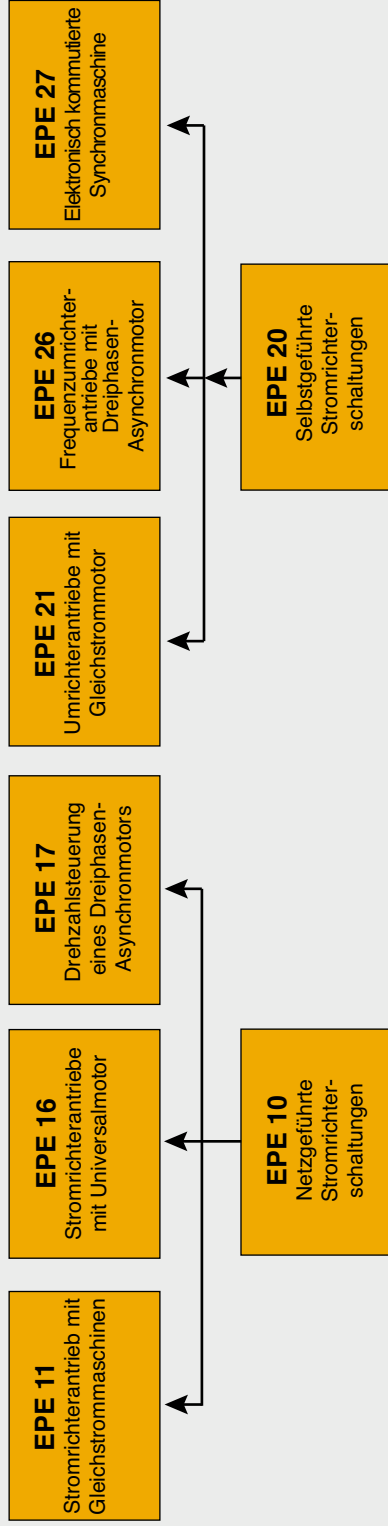 EPE 11
Stromrichterantrieb mit
Gleichstrommaschinen
EPE 16
Stromrichterantriebe
mit Universalmotor
EPE 17
Drehzahlsteuerung
eines Dreiphasen-
Asynchronmotors
EPE 21
Umrichterantriebe mit
Gleichstrommotor
EPE 26
Frequenzumrichter-
antriebe mit
Dreiphasen-
Asynchronmotor
EPE 27
Elektronisch kommutierte
Synchronmaschine
EPE 10
Netzgeführte
Stromrichter-
schaltungen
EPE 20
Selbstgeführte
Stromrichter-
schaltungen